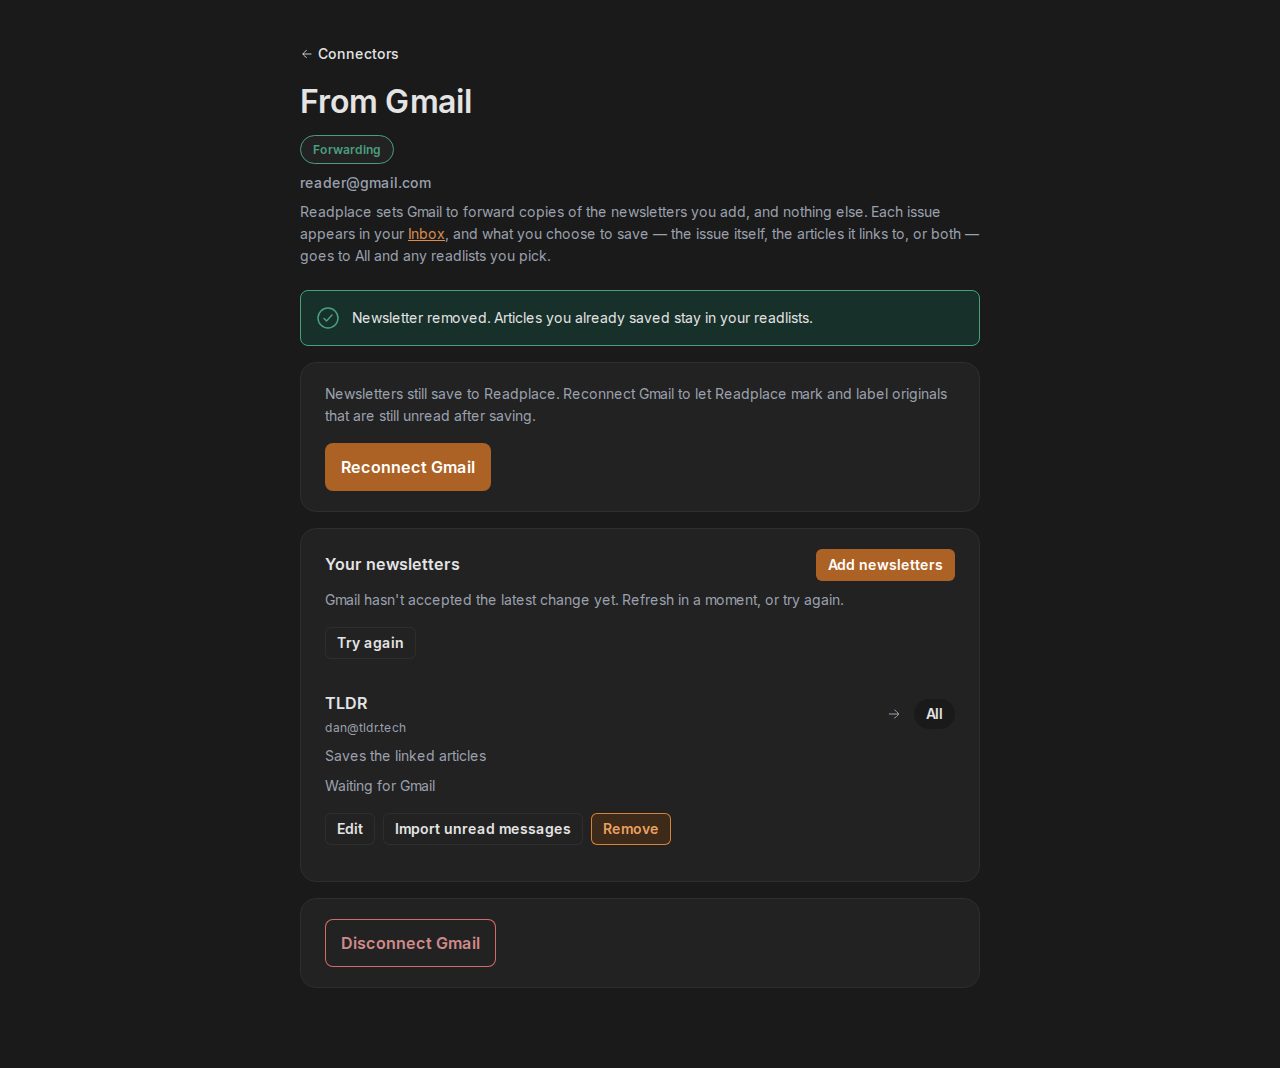 ← Connectors
From Gmail
Forwarding
reader@gmail.com
Readplace sets Gmail to forward copies of the newsletters you add, and nothing else. Each issue
appears in your Inbox, and what you choose to save — the issue itself, the articles it links to, or both —
goes to All and any readlists you pick.
Newsletter removed. Articles you already saved stay in your readlists.
Newsletters still save to Readplace. Reconnect Gmail to let Readplace mark and label originals
that are still unread after saving.
Reconnect Gmail
Your newsletters
Add newsletters
Gmail hasn't accepted the latest change yet. Refresh in a moment, or try again.
Try again
TLDR
→ All
dan@tldr.tech
Saves the linked articles
Waiting for Gmail
Edit
Import unread messages
Remove
Disconnect Gmail